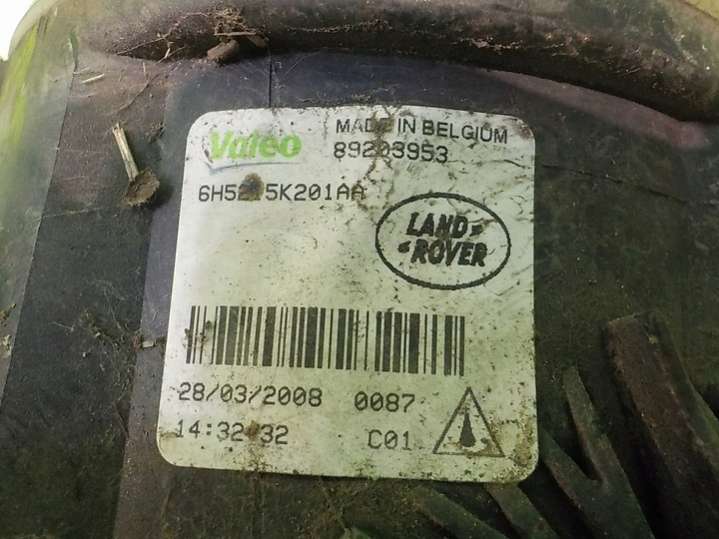 Valeo
MADE IN BELGIUM
89203953
6H5215K201AA
LAND
ROVER
28/03/2008 0087
14:32:32 C01